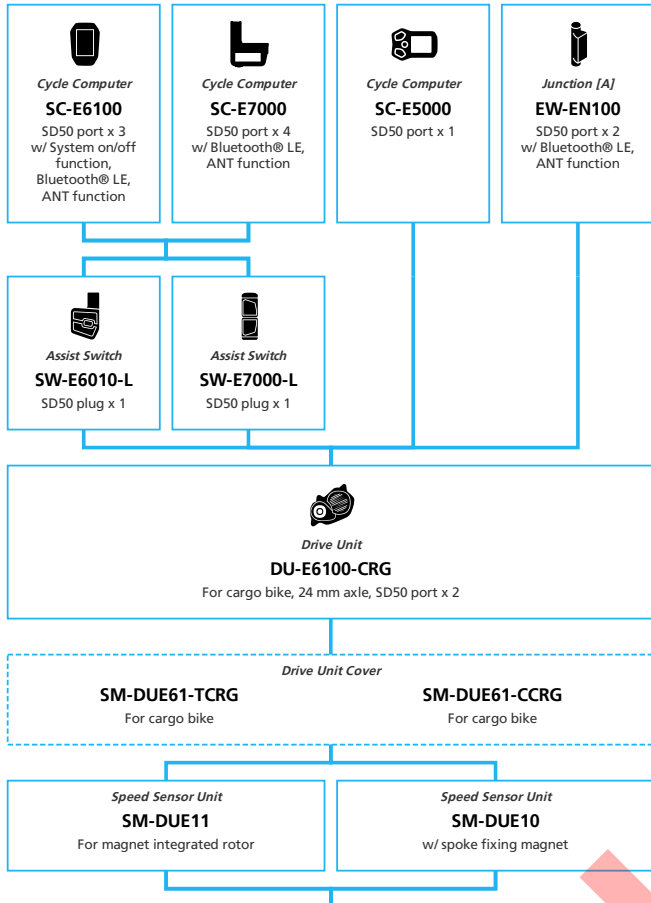 Cycle Computer
SC-E6100
SD50 port x 3
w/ System on/off
function,
Bluetooth® LE,
ANT function
Cycle Computer
SC-E7000
SD50 port x 4
w/ Bluetooth® LE,
ANT function
Cycle Computer
SC-E5000
SD50 port x 1
Junction [A]
EW-EN100
SD50 port x 2
w/ Bluetooth® LE,
ANT function
Assist Switch
SW-E6010-L
SD50 plug x 1
Assist Switch
SW-E7000-L
SD50 plug x 1
Drive Unit
DU-E6100-CRG
For cargo bike, 24 mm axle, SD50 port x 2
Drive Unit Cover
SM-DUE61-TCRG
For cargo bike
SM-DUE61-CCRG
For cargo bike
Speed Sensor Unit
SM-DUE11
For magnet integrated rotor
Speed Sensor Unit
SM-DUE10
w/ spoke fixing magnet